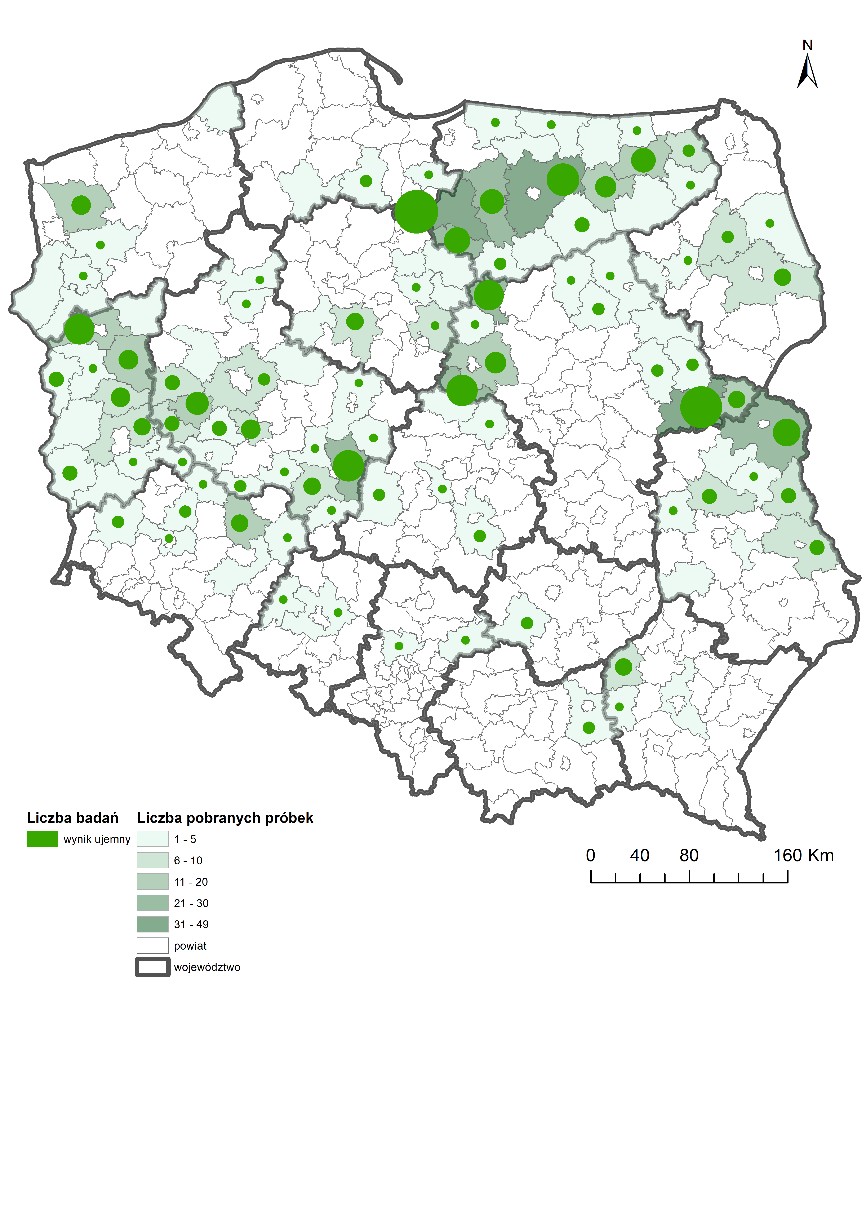 N
Liczba badań
Liczba pobranych próbek
wynik ujemny
1 - 5
6 - 10
11 - 20
21 - 30
31 - 49
powiat
województwo
0 40 80 160 Km